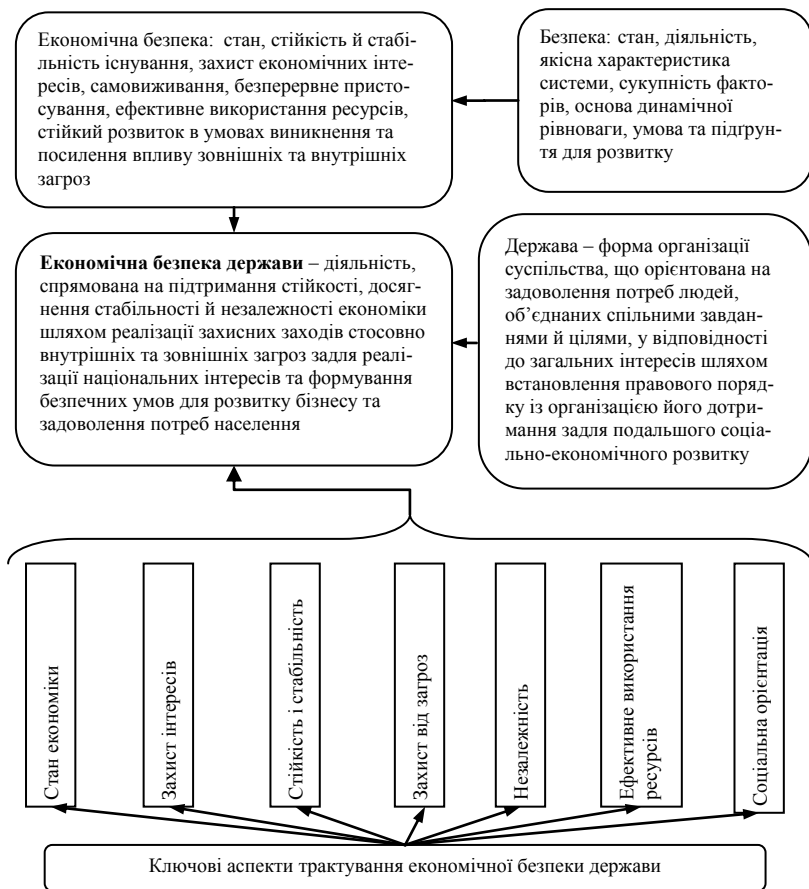 Економічна безпека: стан, стійкість й стабі-
льність існування, захист економічних інте-
ресів, самовиживання, безперервне присто-
сування, ефективне використання ресурсів,
стійкий розвиток в умовах виникнення та
посилення впливу зовнішніх та внутрішніх
загроз
Безпека: стан, діяльність,
якісна характеристика
системи, сукупність факто-
рів, основа динамічної
рівноваги, умова та підґрун-
тя для розвитку
Економічна безпека держави – діяльність,
спрямована на підтримання стійкості, досяг-
нення стабільності й незалежності економіки
шляхом реалізації захисних заходів стосовно
внутрішніх та зовнішніх загроз задля реалі-
зації національних інтересів та формування
безпечних умов для розвитку бізнесу та
задоволення потреб населення
Держава – форма організації
суспільства, що орієнтована на
задоволення потреб людей,
об’єднаних спільними завдан-
нями й цілями, у відповідності
до загальних інтересів шляхом
встановлення правового поряд-
ку із організацією його дотри-
мання задля подальшого соціа-
льно-економічного розвитку
Стан економіки
Захист інтересів
Стійкість і стабільність
Захист від загроз
Незалежність
Ефективне використання
ресурсів
Соціальна орієнтація
Ключові аспекти трактування економічної безпеки держави